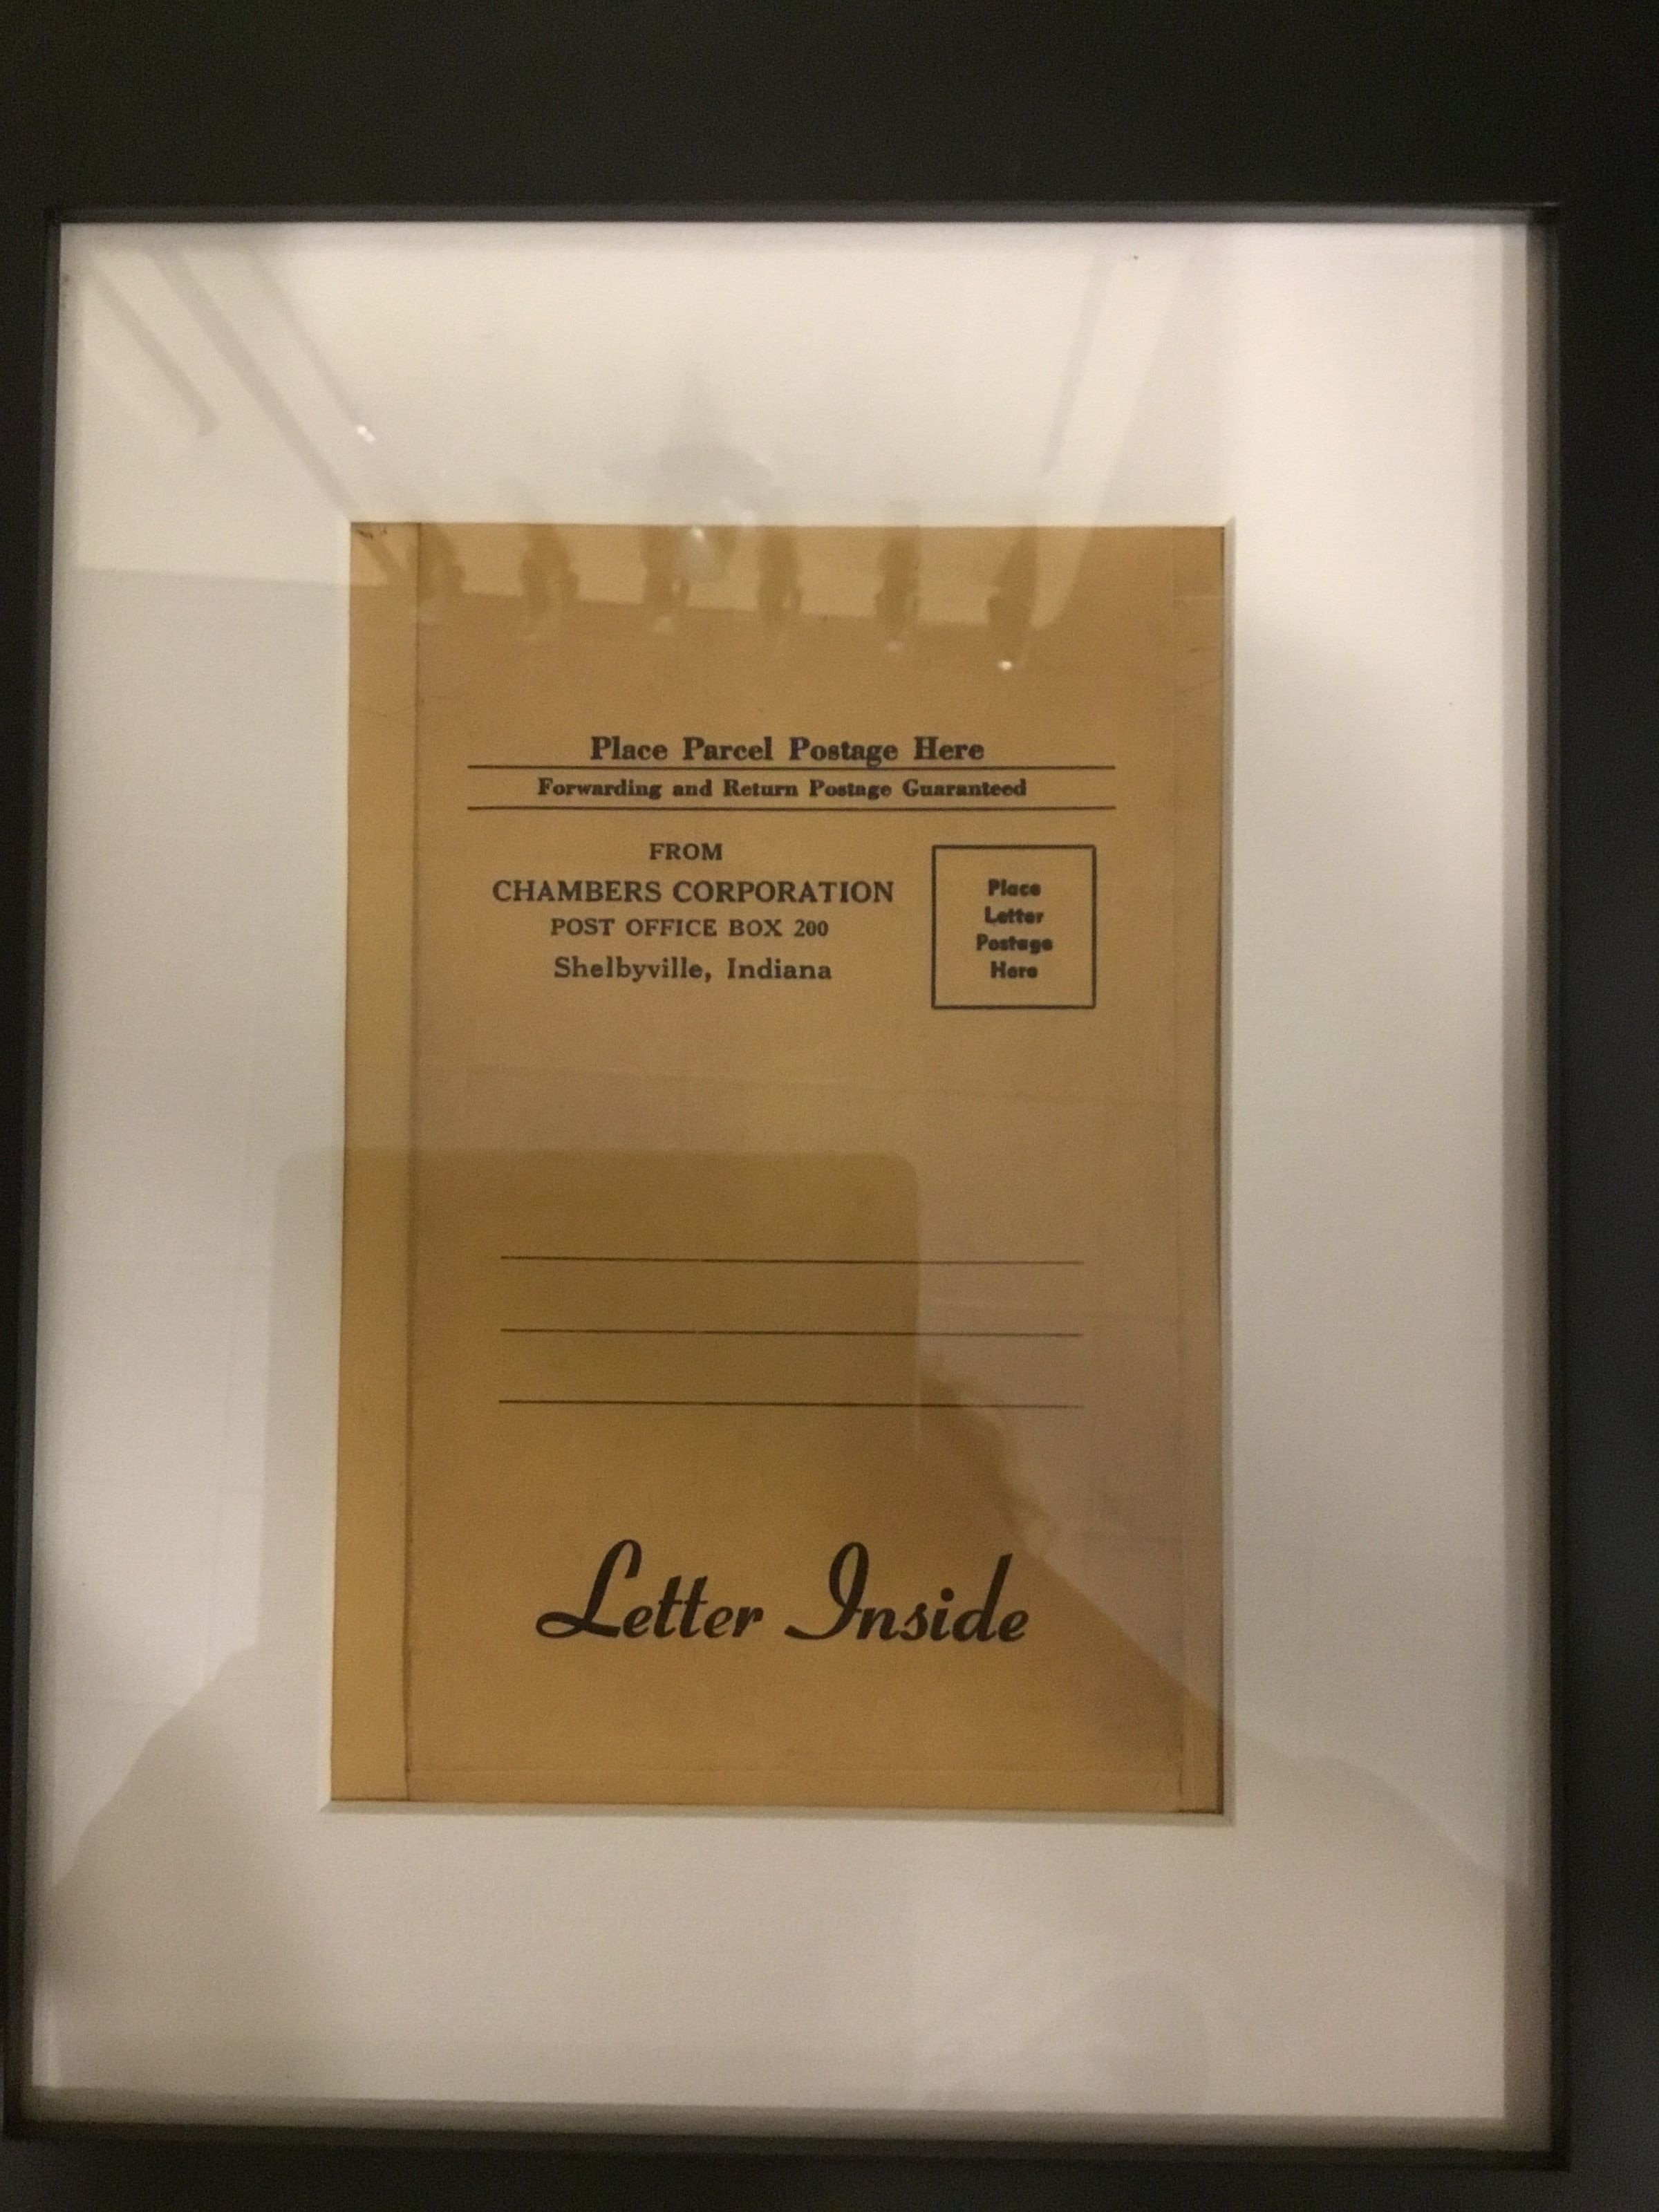 Place Parcel Postage Here
Forwarding and Return Postage Guaranteed
FROM
CHAMBERS CORPORATION
POST OFFICE BOX 200
Shelbyville, Indiana
Place
Letter
Postage
Here
Letter Inside